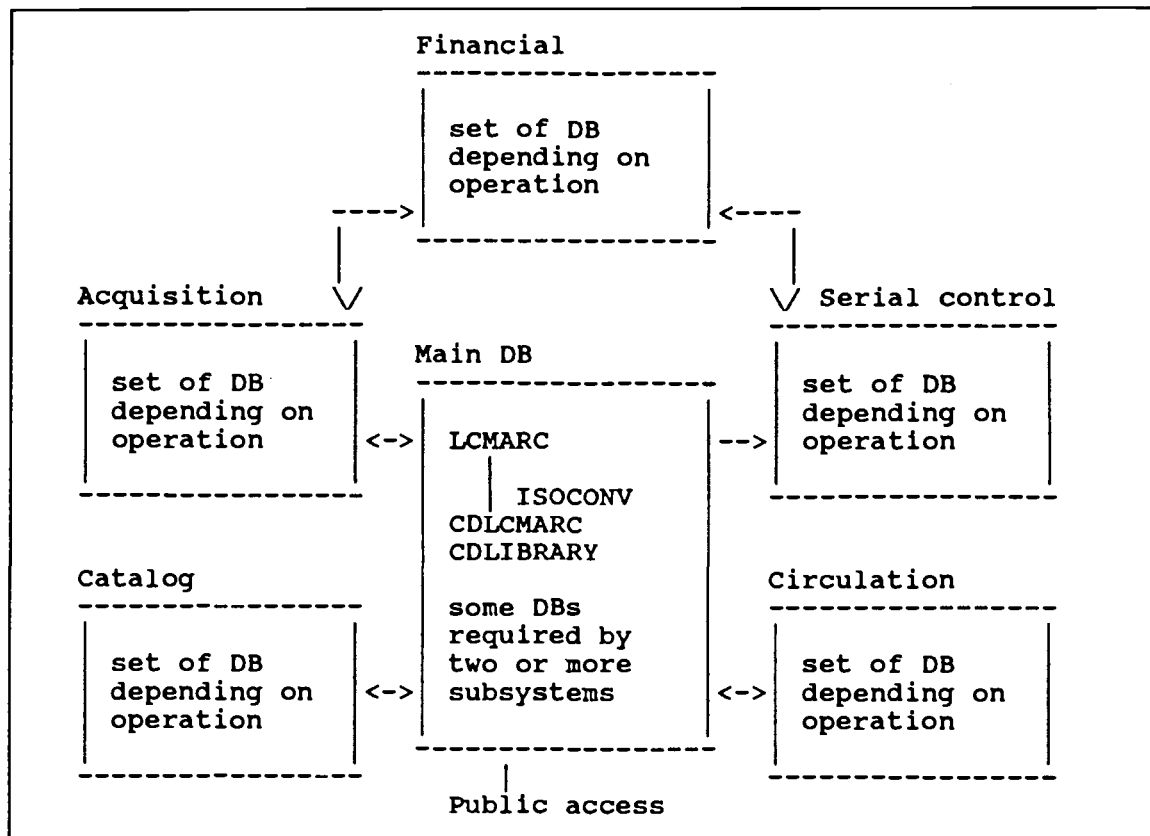 Financial
set of DB
depending on
operation
Acquisition
Serial control
set of DB
depending on
operation
Main DB
LCMARC
ISOCONV
CDLCMARC
CDLIBRARY
some DBs
required by
two or more
subsystems
set of DB
depending on
operation
Catalog
set of DB
depending on
operation
Circulation
set of DB
depending on
operation
Public access